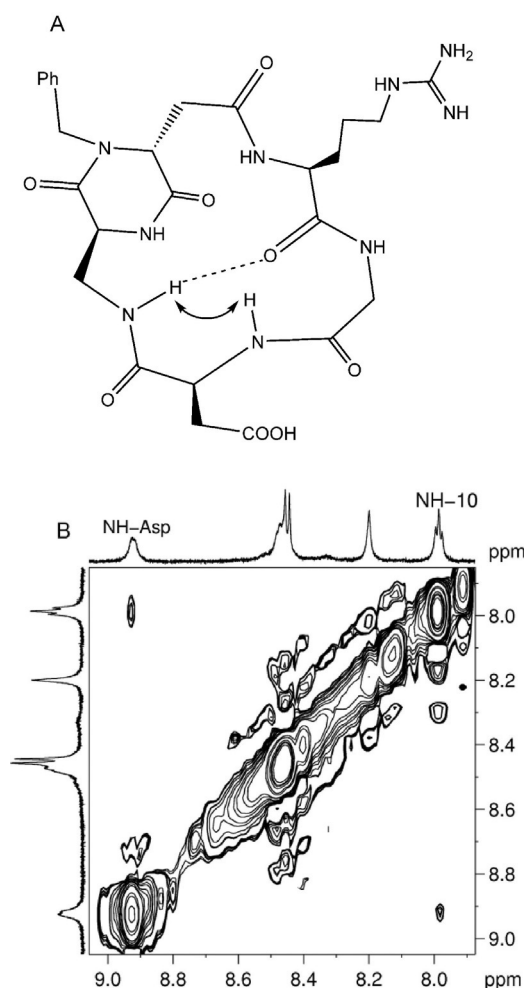 A
Ph
O
HN
NH₂
NH
N
O
HN
O
O
NH
O
NH
O
H
H
N
N
O
O
COOH
B
NH–Asp
NH–10
ppm
8.0
8.2
8.4
8.6
8.8
9.0
9.0 8.8 8.6 8.4 8.2 8.0 ppm